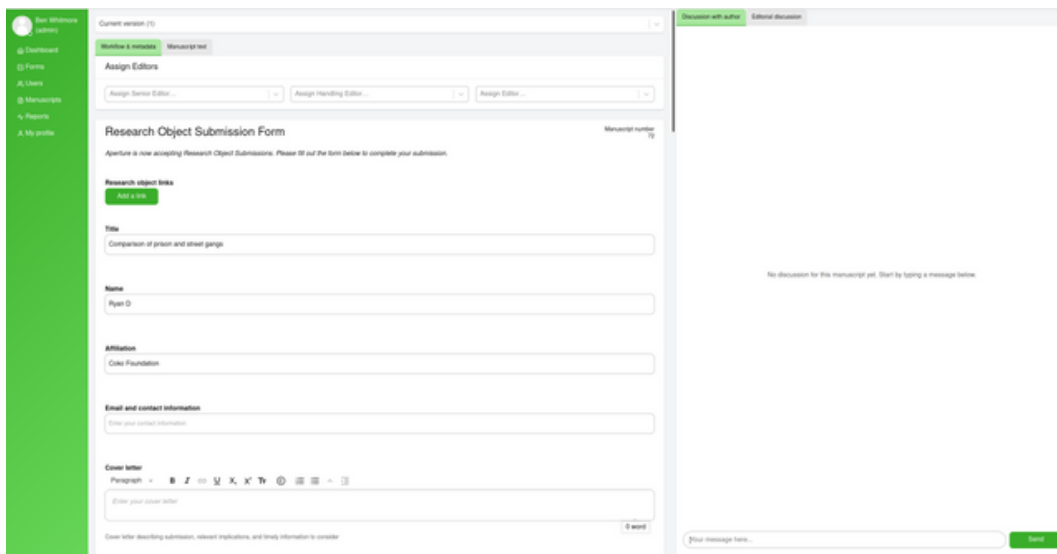 Ben Whitmore
(admin)
Dashboard
Forms
Users
Manuscripts
Reports
My profile
Current version (1)
Workflow & metadata Manuscript text
Assign Editors
Assign Senior Editor... Assign Handling Editor... Assign Editor...
Research Object Submission Form
Manuscript number
72
Aperture is now accepting Research Object Submissions. Please fill out the form below to complete your submission.
Research object links
Add a link
Title
Comparison of prison and street gangs
Name
Ryan D
Affiliation
Coko Foundation
Email and contact information
Enter your contact information
Cover letter
Paragraph
Enter your cover letter
0 word
Cover letter describing submission, relevant implications, and timely information to consider
Discussion with author Editorial discussion
No discussion for this manuscript yet. Start by typing a message below.
Your message here... Send